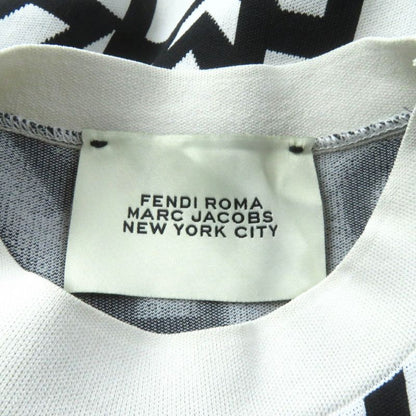 FENDI ROMA
MARC JACOBS
NEW YORK CITY